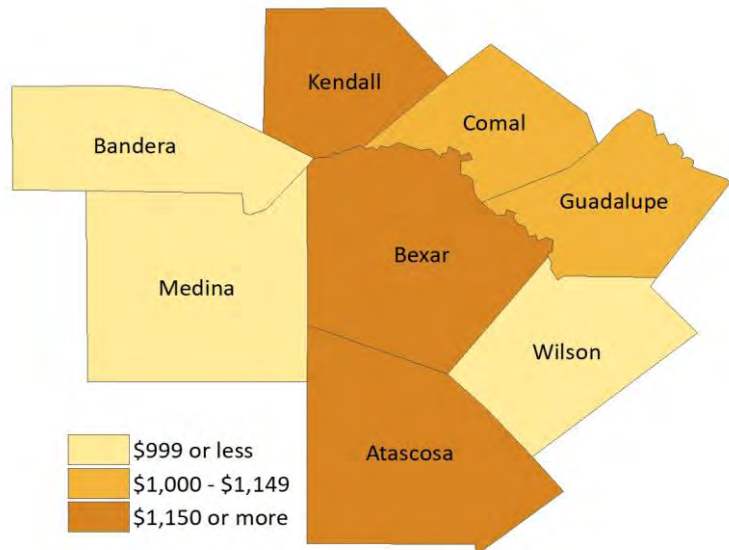 Kendall
Comal
Bandera
Guadalupe
Bexar
Medina
Wilson
Atascosa
$999 or less
$1,000 - $1,149
$1,150 or more